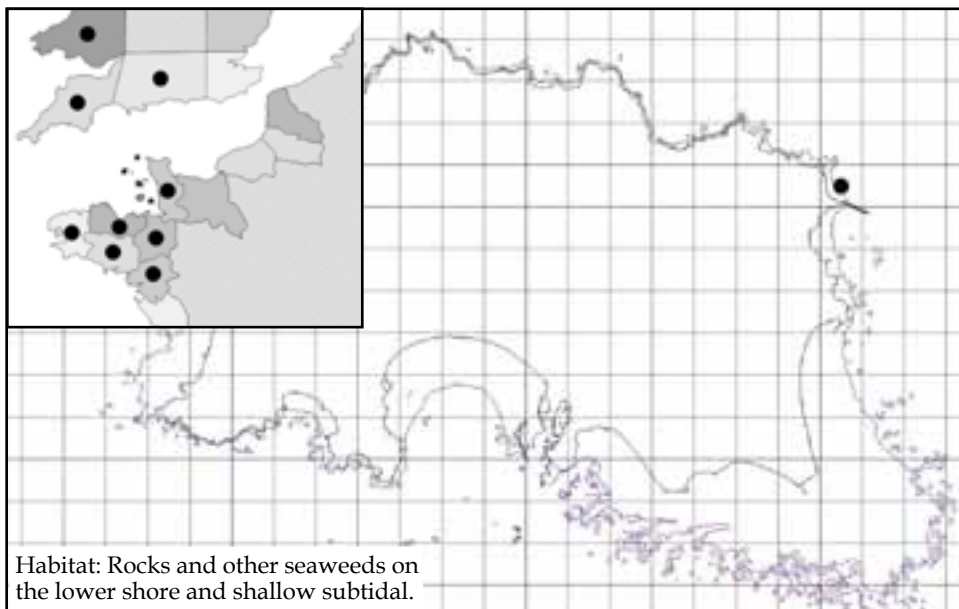 Habitat: Rocks and other seaweeds on
the lower shore and shallow subtidal.